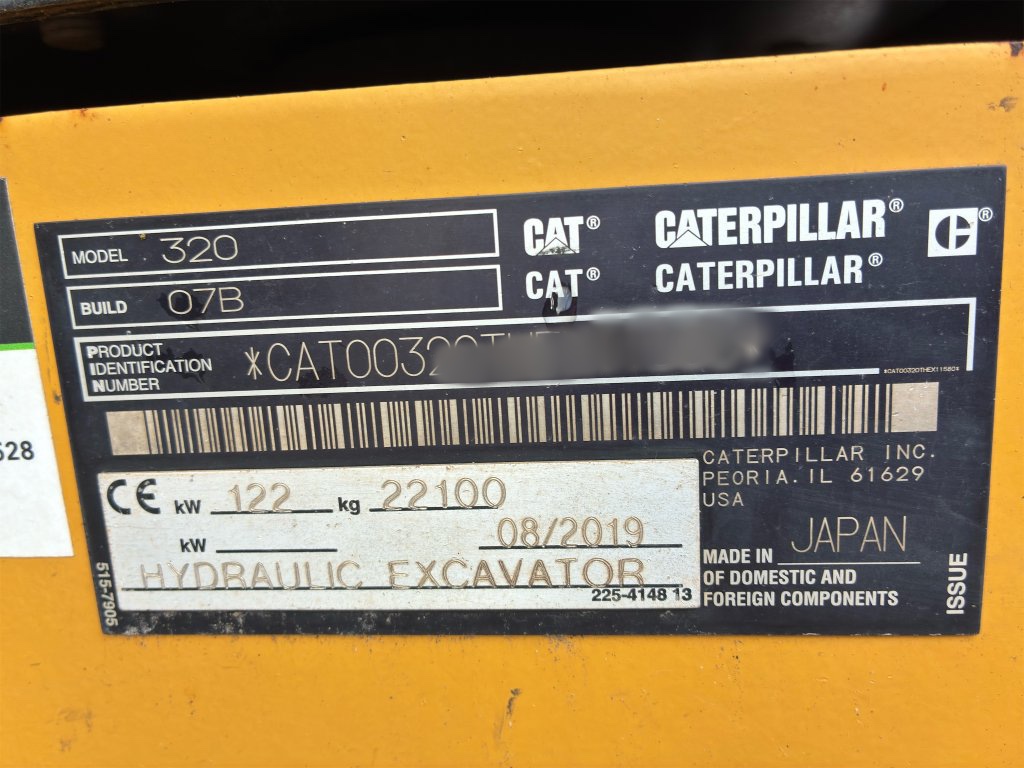 MODEL 320
BUILD 07B
CAT® CATERPILLAR® ®
CAT® CATERPILLAR®
PRODUCT
IDENTIFICATION
NUMBER
*CAT00320TH
*CAT00320THEX11580*
528
CE kW 122 kg 22100
kW 08/2019
HYDRAULIC EXCAVATOR
225-4148 13
515-7905
CATERPILLAR INC.
PEORIA. IL 61629
USA
MADE IN JAPAN
OF DOMESTIC AND
FOREIGN COMPONENTS
ISSUE